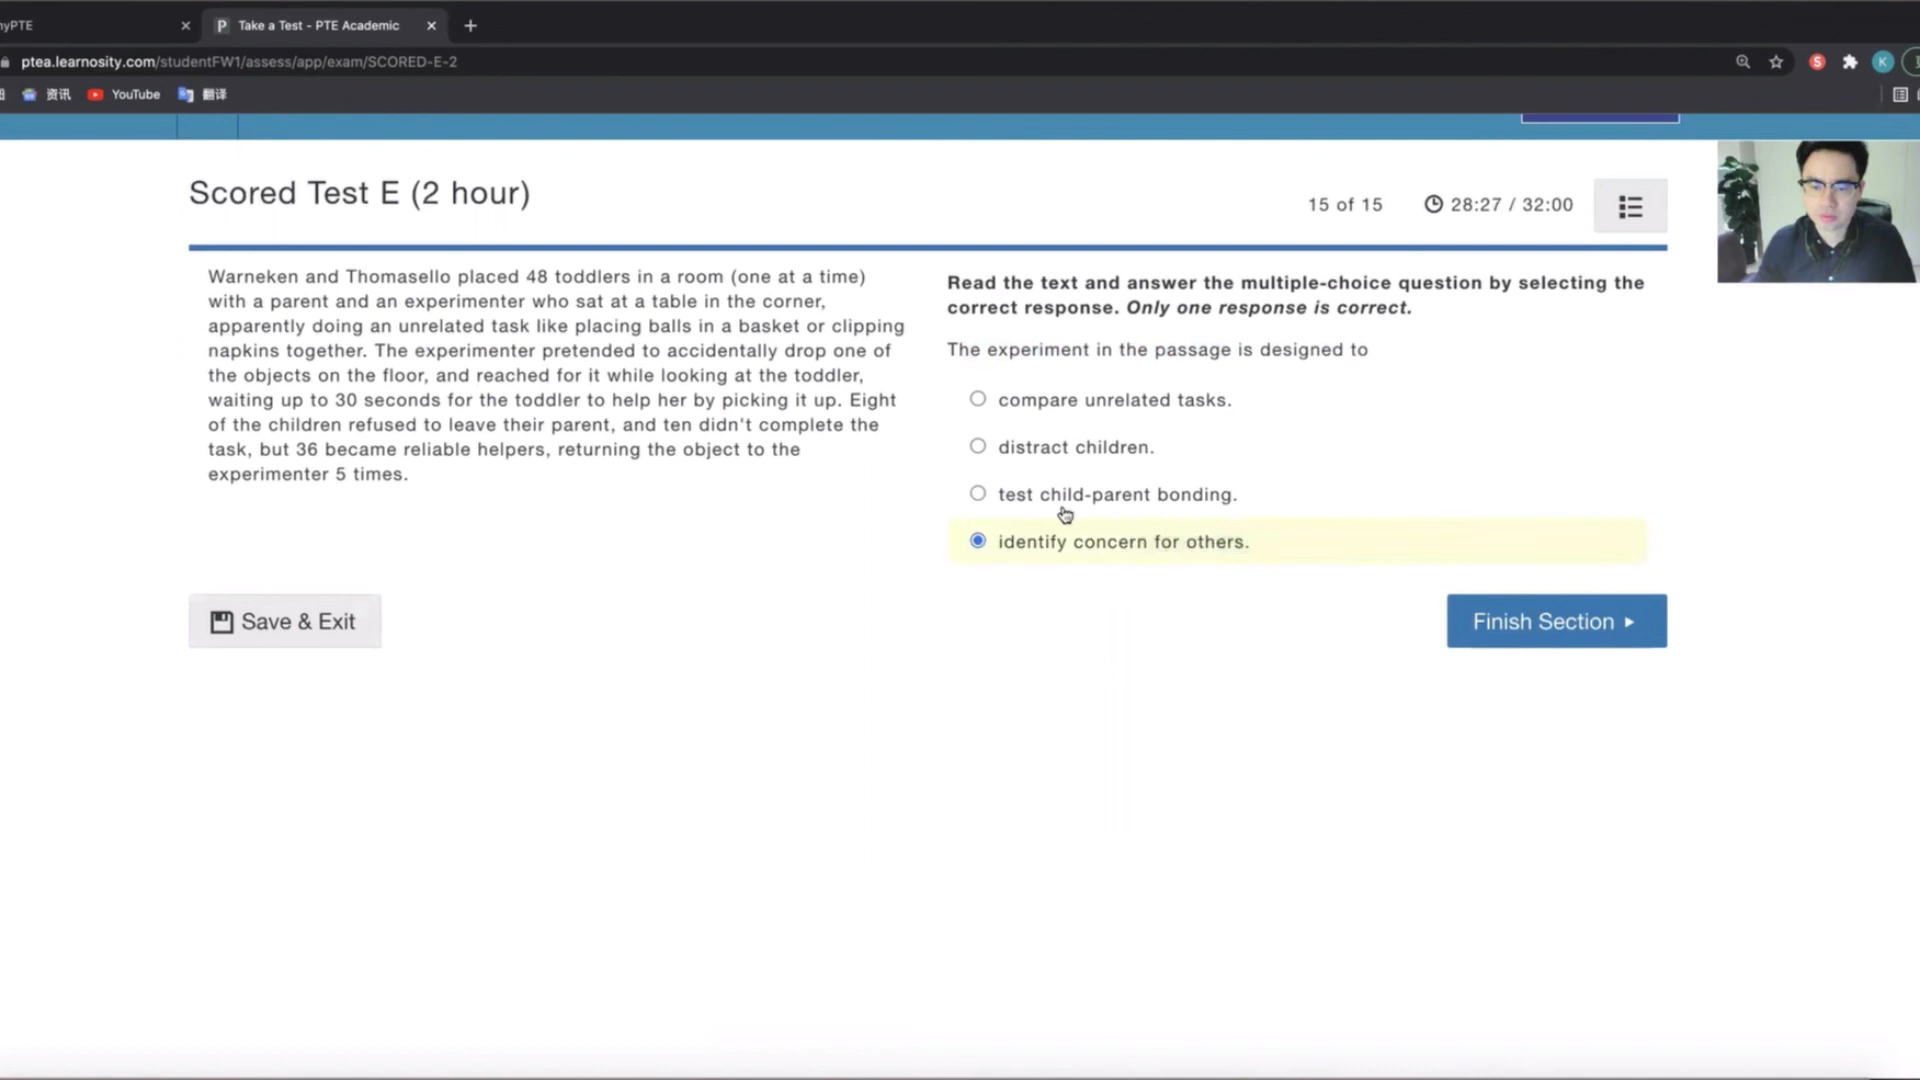 nyPTE
Take a Test - PTE Academic
ptea.learnosity.com/studentFW1/assess/app/exam/SCORED-E-2
资讯
YouTube
翻译
S
K
Scored Test E (2 hour)
15 of 15
28:27 / 32:00
Warneken and Thomasello placed 48 toddlers in a room (one at a time)
with a parent and an experimenter who sat at a table in the corner,
apparently doing an unrelated task like placing balls in a basket or clipping
napkins together. The experimenter pretended to accidentally drop one of
the objects on the floor, and reached for it while looking at the toddler,
waiting up to 30 seconds for the toddler to help her by picking it up. Eight
of the children refused to leave their parent, and ten didn't complete the
task, but 36 became reliable helpers, returning the object to the
experimenter 5 times.
Read the text and answer the multiple-choice question by selecting the
correct response. Only one response is correct.
The experiment in the passage is designed to
compare unrelated tasks.
distract children.
test child-parent bonding.
identify concern for others.
Save & Exit
Finish Section